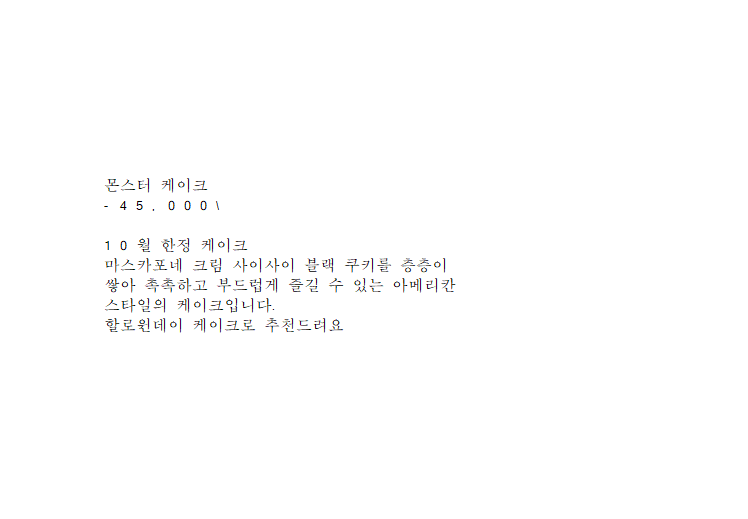 몬스터 케이크
- 45,000\
10월 한정 케이크
마스카포네 크림 사이사이 블랙 쿠키를 층층이
쌓아 촉촉하고 부드럽게 즐길 수 있는 아메리칸
스타일의 케이크입니다.
할로윈데이 케이크로 추천드려요